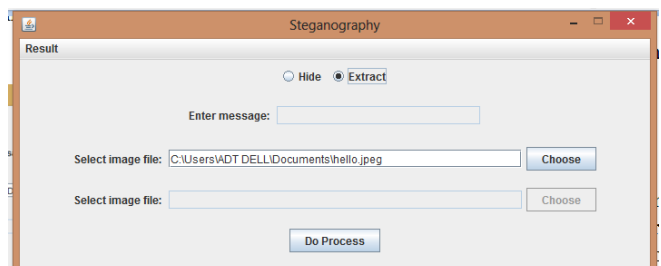 Steganography
Result
Hide Extract
Enter message:
Select image file: C:\Users\ADT DELL\Documents\hello.jpeg Choose
Select image file: Choose
Do Process